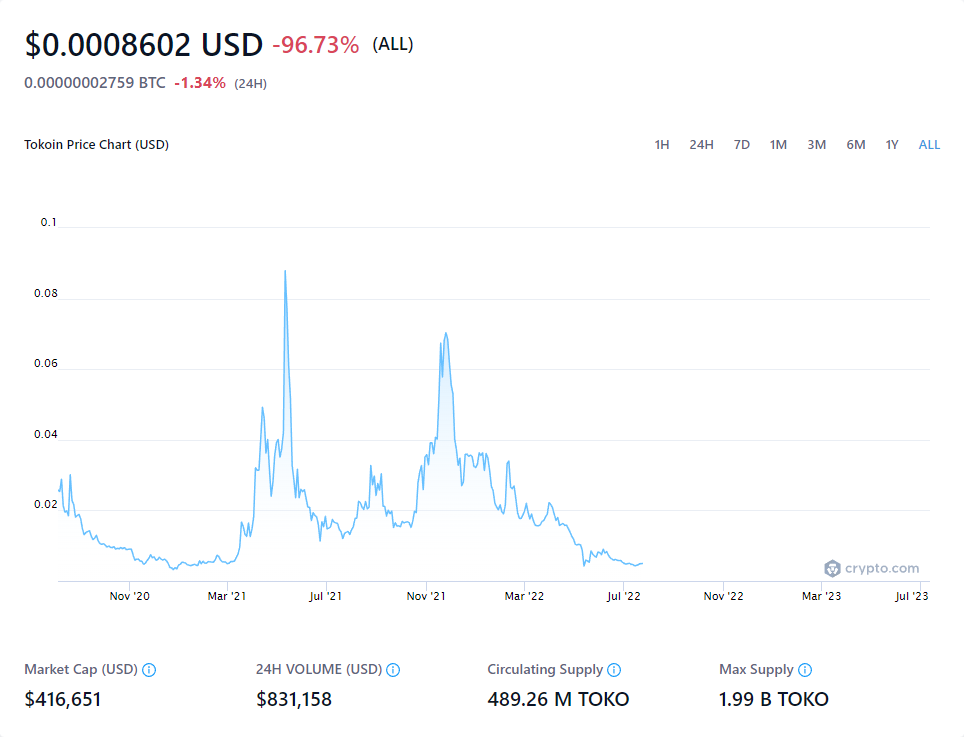 $0.0008602 USD -96.73% (ALL)
0.00000002759 BTC -1.34% (24H)
Tokoin Price Chart (USD) 1H 24H 7D 1M 3M 6M 1Y ALL
0.1
0.08
0.06
0.04
0.02
crypto.com
Nov '20 Mar '21 Jul '21 Nov '21 Mar '22 Jul '22 Nov '22 Mar '23 Jul '23
Market Cap (USD) 24H VOLUME (USD) Circulating Supply Max Supply
$416,651 $831,158 489.26 M TOKO 1.99 B TOKO